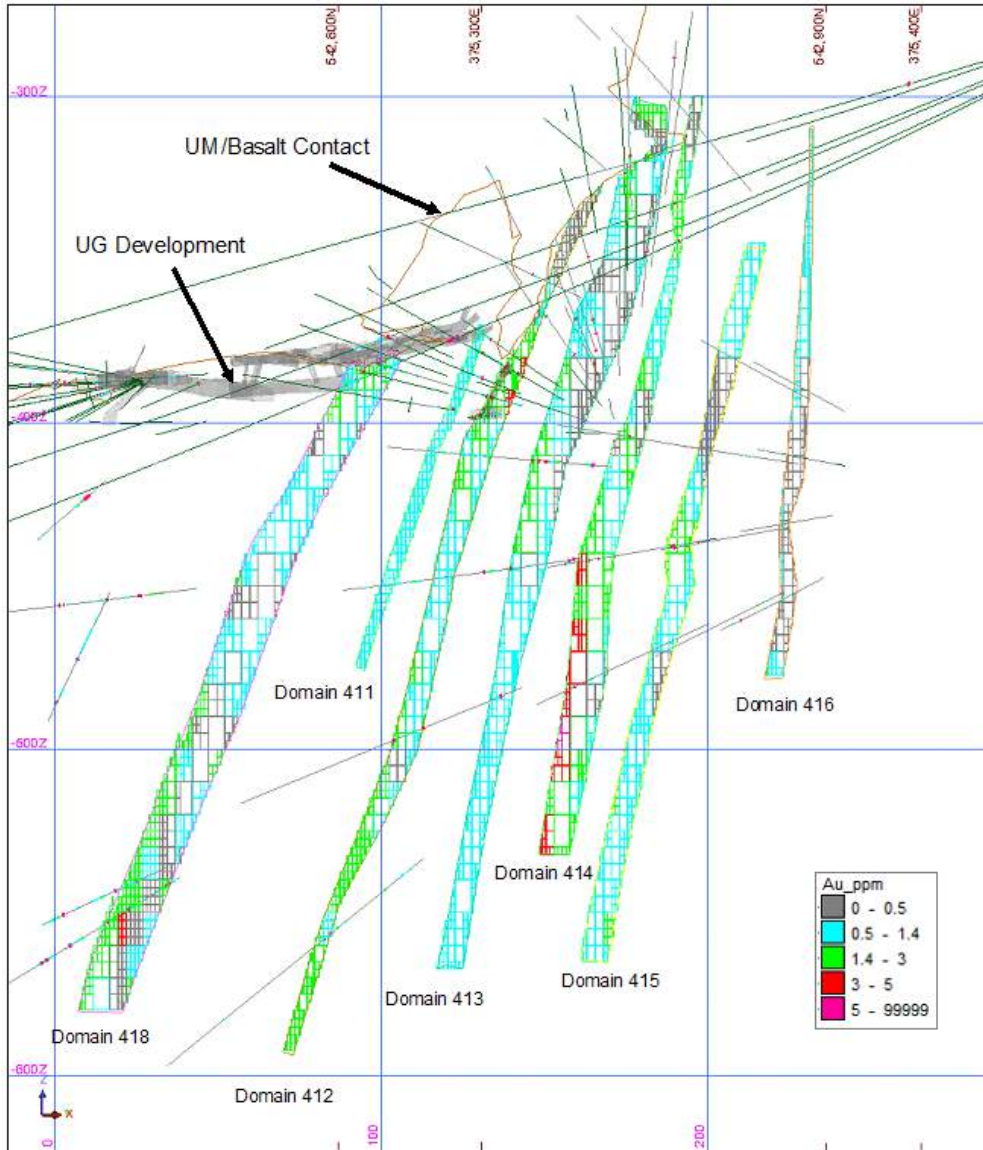 542,800N
375,300E
542,900N
375,400E
-300Z
UM/Basalt Contact
UG Development
-400Z
Domain 411
Domain 416
-500Z
Domain 414
Au_ppm
0 - 0.5
0.5 - 1.4
1.4 - 3
3 - 5
5 - 99999
Domain 415
Domain 413
Domain 418
-600Z
Domain 412
Z
X
0
100
200